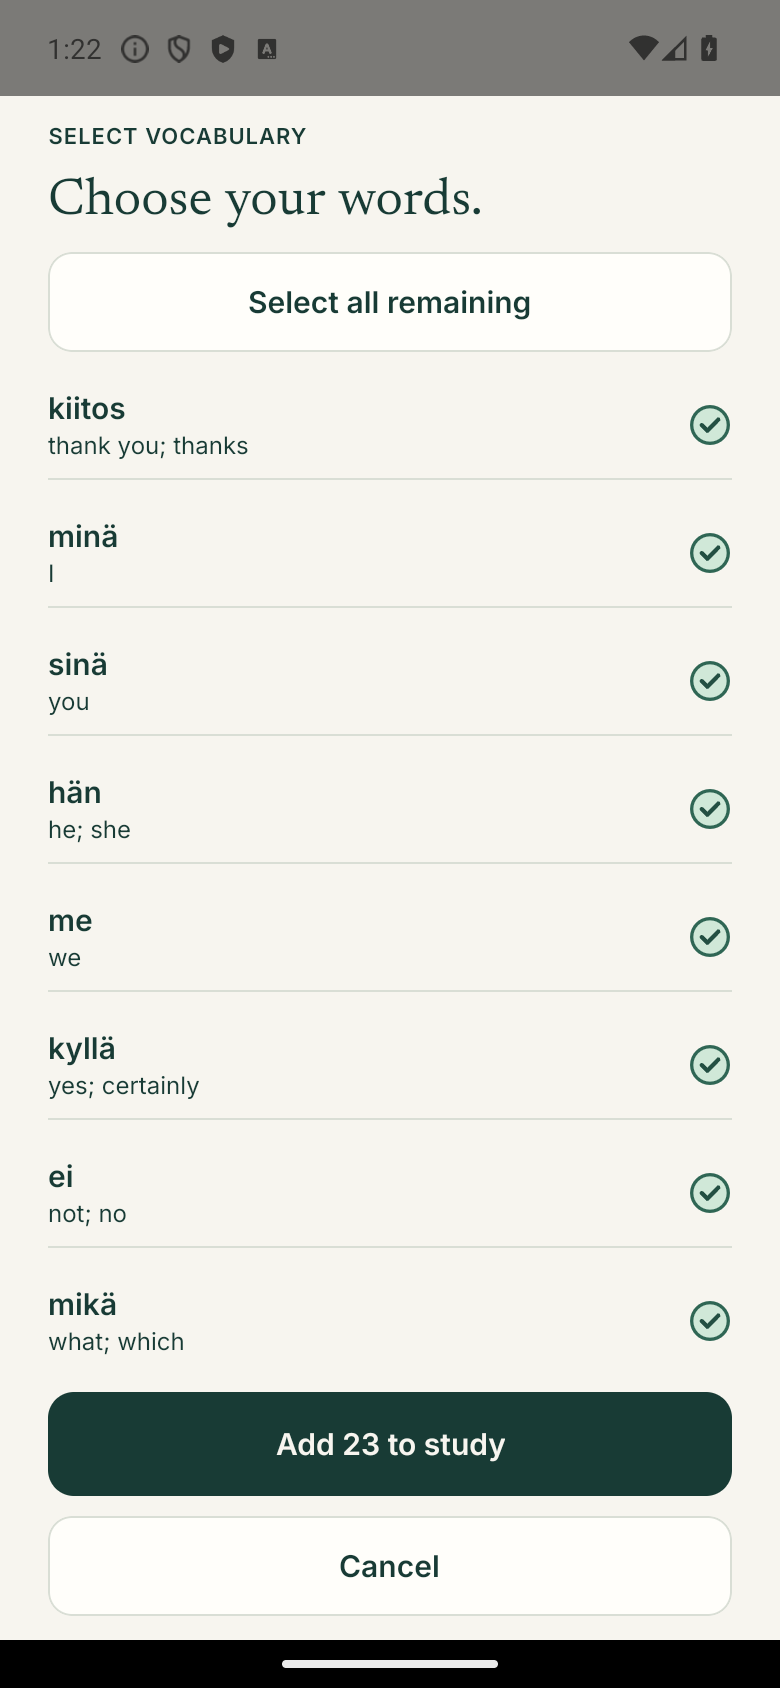 1:22
SELECT VOCABULARY
Choose your words.
Select all remaining
kiitos
thank you; thanks
minä
I
sinä
you
hän
he; she
me
we
kyllä
yes; certainly
ei
not; no
mikä
what; which
Add 23 to study
Cancel